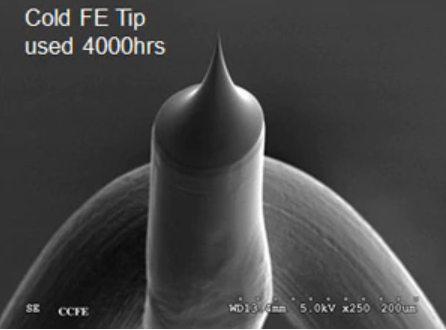 Cold FE Tip
used 4000hrs
SE CCFE WD13.4mm 5.0kV x250 200um